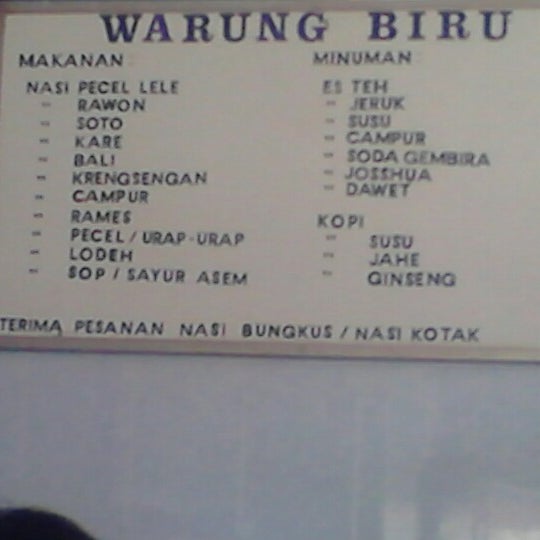 WARUNG BIRU
MAKANAN :
NASI PECEL LELE
" RAWON
" SOTO
" KARE
" BALI
" KRENGSENGAN
" CAMPUR
" RAMES
" PECEL / URAP-URAP
" LODEH
" SOP / SAYUR ASEM
MINUMAN :
ES TEH
" JERUK
" SUSU
" CAMPUR
" SODA GEMBIRA
" JOSSHUA
" DAWET
KOPI
" SUSU
" JAHE
" GINSENG
TERIMA PESANAN NASI BUNGKUS / NASI KOTAK